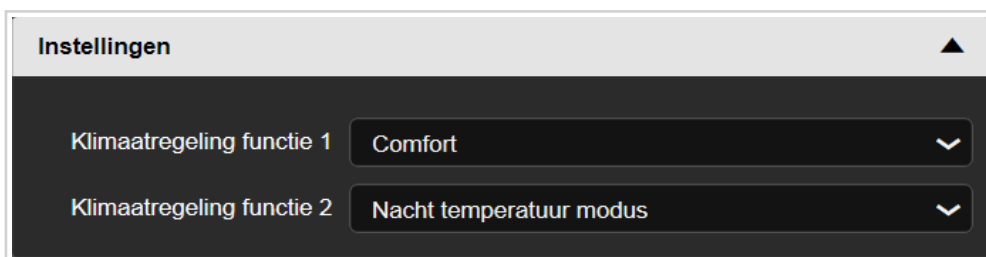 Instellingen
Klimaatregeling functie 1 Comfort
Klimaatregeling functie 2 Nacht temperatuur modus